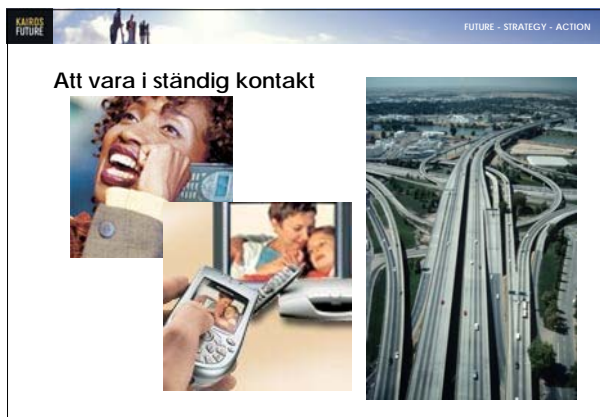 KAIROS
FUTURE
FUTURE - STRATEGY - ACTION
Att vara i ständig kontakt